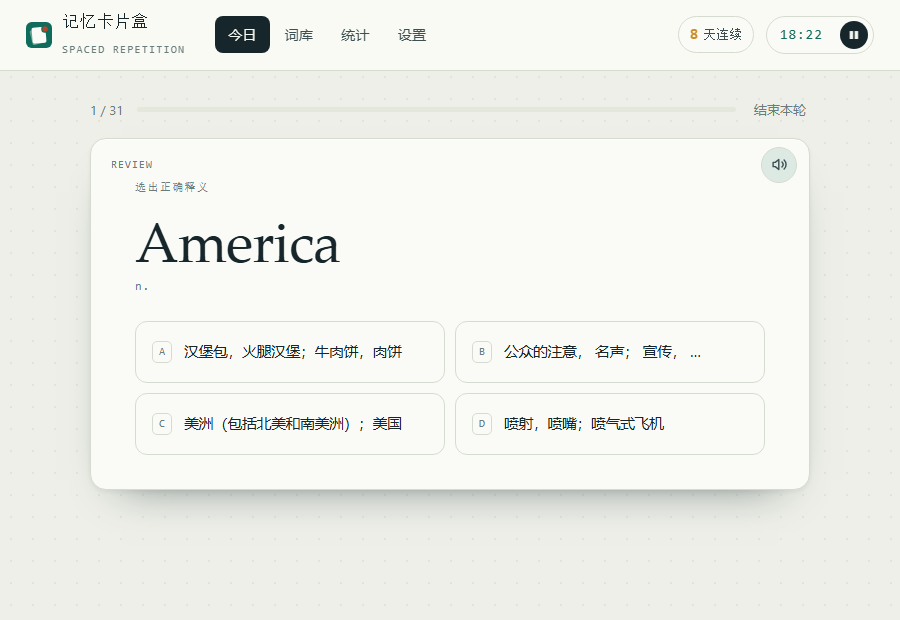 记忆卡片盒
SPACED REPETITION
今日 词库 统计 设置
8 天连续
18:22
1 / 31
结束本轮
REVIEW
选出正确释义
America
n.
A 汉堡包，火腿汉堡；牛肉饼，肉饼
B 公众的注意， 名声； 宣传， ...
C 美洲（包括北美和南美洲）；美国
D 喷射，喷嘴；喷气式飞机